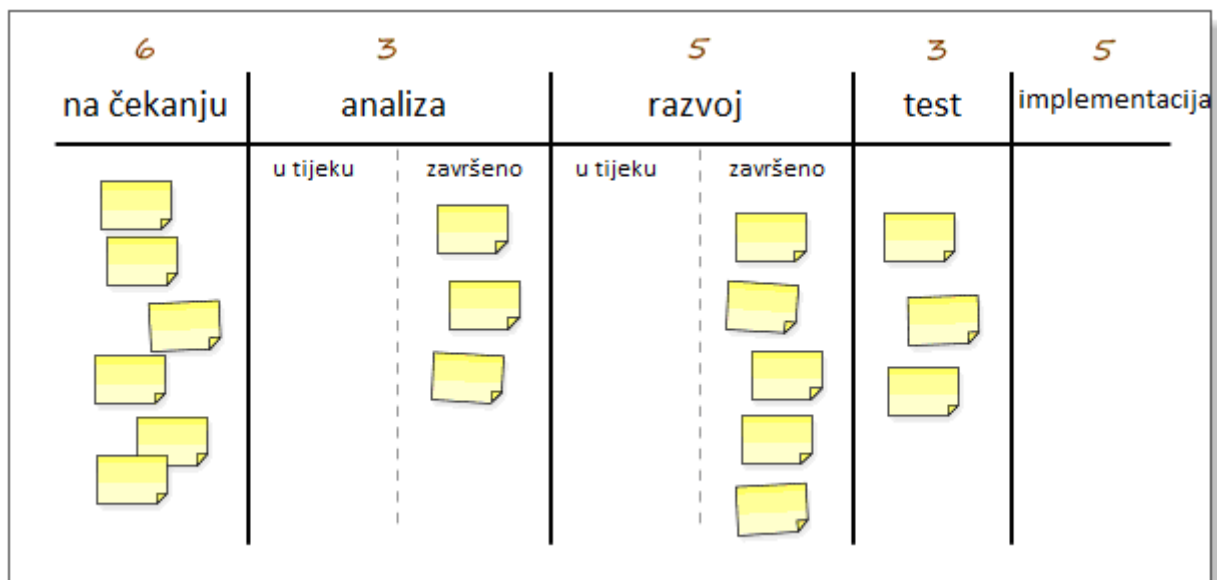 6 3 5 3 5
na čekanju analiza razvoj test implementacija
u tijeku završeno u tijeku završeno